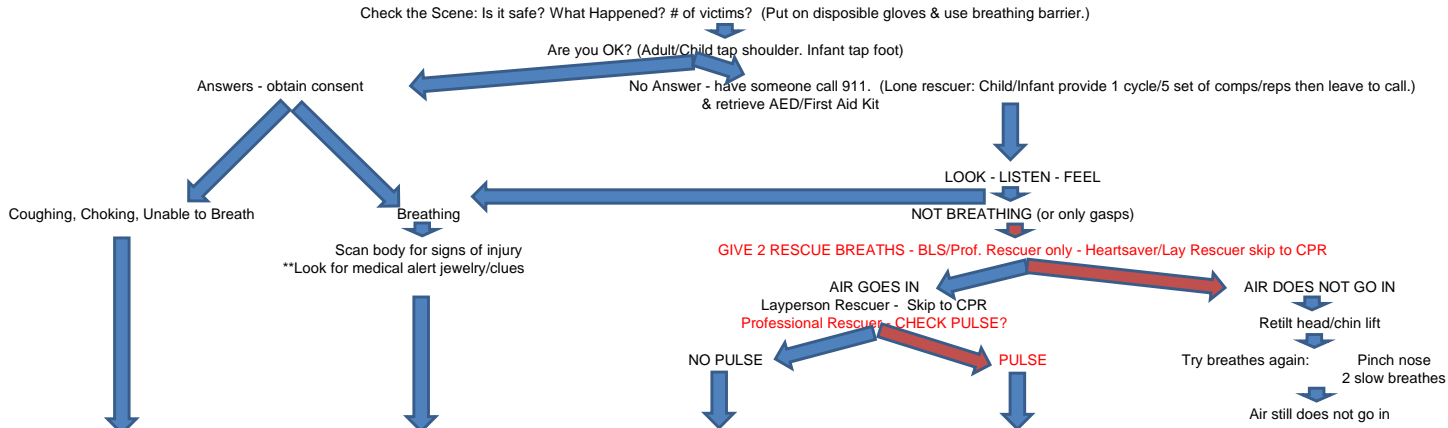 Check the Scene: Is it safe? What Happened? # of victims? (Put on disposible gloves & use breathing barrier.)
Are you OK? (Adult/Child tap shoulder. Infant tap foot)
Answers - obtain consent
No Answer - have someone call 911. (Lone rescuer: Child/Infant provide 1 cycle/5 set of comps/reps then leave to call.)
& retrieve AED/First Aid Kit
LOOK - LISTEN - FEEL
Coughing, Choking, Unable to Breath
Breathing
NOT BREATHING (or only gasps)
Scan body for signs of injury
**Look for medical alert jewelry/clues
GIVE 2 RESCUE BREATHS - BLS/Prof. Rescuer only - Heartsaver/Lay Rescuer skip to CPR
AIR GOES IN
Layperson Rescuer - Skip to CPR
Professional Rescuer - CHECK PULSE?
AIR DOES NOT GO IN
Retilt head/chin lift
NO PULSE
PULSE
Try breathes again: Pinch nose
2 slow breathes
Air still does not go in